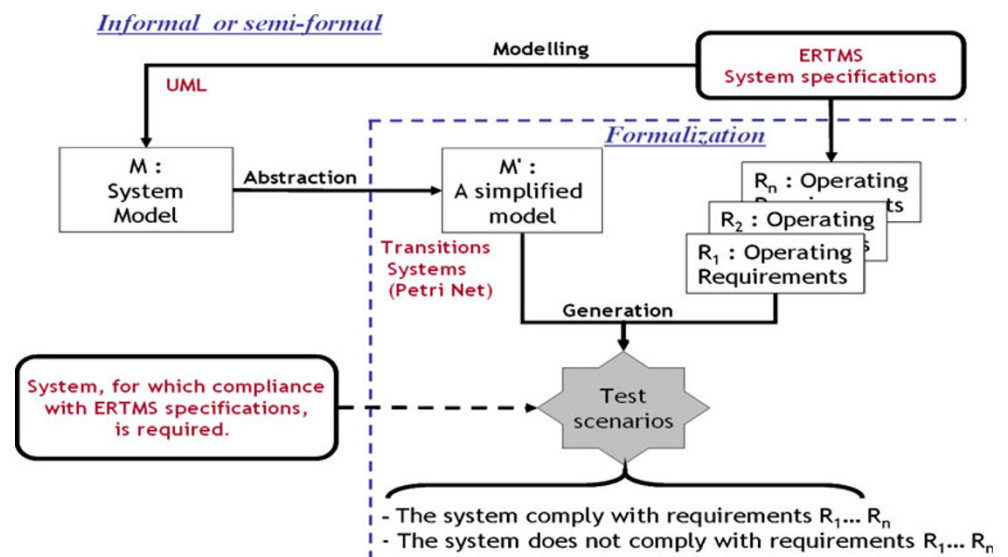 Informal or semi-formal
Modelling
ERTMS
System specifications
UML
Formalization
M :
System
Model
Abstraction
M' :
A simplified
model
Rn : Operating
R2 : Operating
R1 : Operating
Requirements
Transitions
Systems
(Petri Net)
Generation
System, for which compliance
with ERTMS specifications,
is required.
Test
scenarios
- The system comply with requirements R1... Rn
- The system does not comply with requirements R1... Rn